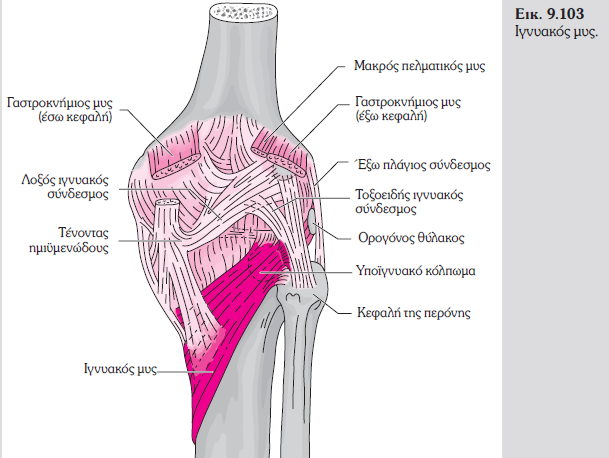 Εικ. 9.103
Ιγνυακός μυς.
Μακρός πελματικός μυς
Γαστροκνήμιος μυς
(έσω κεφαλή)
Γαστροκνήμιος μυς
(έξω κεφαλή)
Έξω πλάγιος σύνδεσμος
Λοξός ιγνυακός
σύνδεσμος
Τοξοειδής ιγνυακός
σύνδεσμος
Τένοντας
ημιϋμενώδους
Ορογόνος θύλακος
Υποϊγνυακό κόλπωμα
Κεφαλή της περόνης
Ιγνυακός μυς